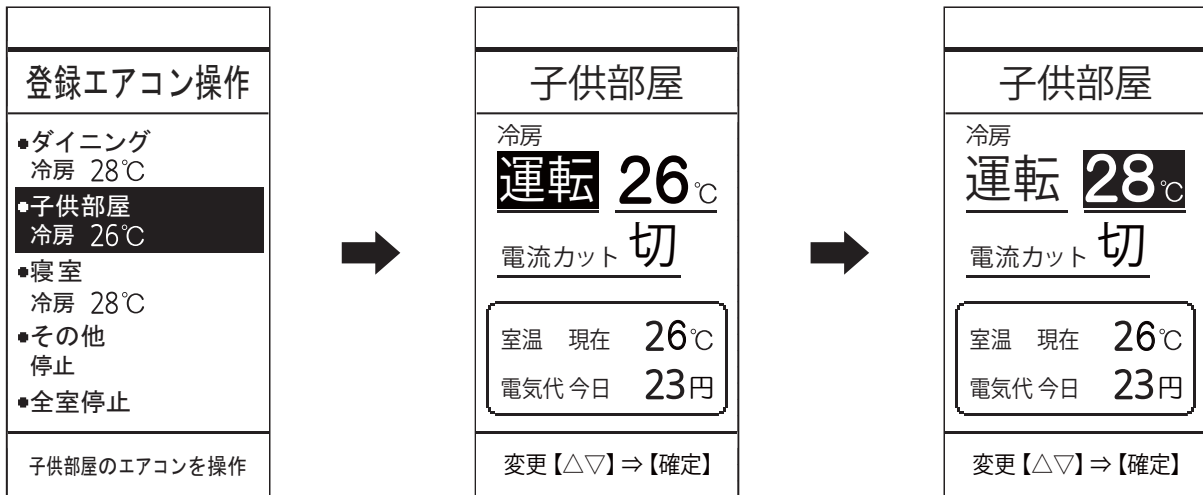 登録エアコン操作
●ダイニング
冷房 28℃
●子供部屋
冷房 26℃
●寝室
冷房 28℃
●その他
停止
●全室停止
子供部屋のエアコンを操作
子供部屋
冷房
運転 26℃
電流カット 切
室温 現在 26℃
電気代 今日 23円
変更【△▽】⇒【確定】
子供部屋
冷房
運転 28℃
電流カット 切
室温 現在 26℃
電気代 今日 23円
変更【△▽】⇒【確定】